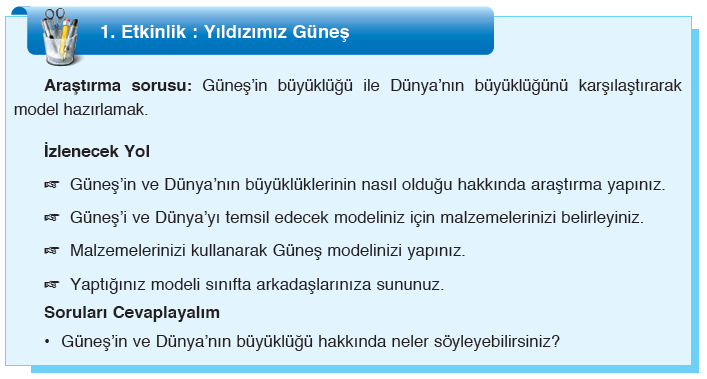 1. Etkinlik : Yıldızımız Güneş
Araştırma sorusu: Güneş'in büyüklüğü ile Dünya'nın büyüklüğünü karşılaştırarak
model hazırlamak.
İzlenecek Yol
☞ Güneş'in ve Dünya'nın büyüklüklerinin nasıl olduğu hakkında araştırma yapınız.
☞ Güneş'i ve Dünya'yı temsil edecek modeliniz için malzemelerinizi belirleyiniz.
☞ Malzemelerinizi kullanarak Güneş modelinizi yapınız.
☞ Yaptığınız modeli sınıfta arkadaşlarınıza sununuz.
Soruları Cevaplayalım
• Güneş'in ve Dünya'nın büyüklüğü hakkında neler söyleyebilirsiniz?